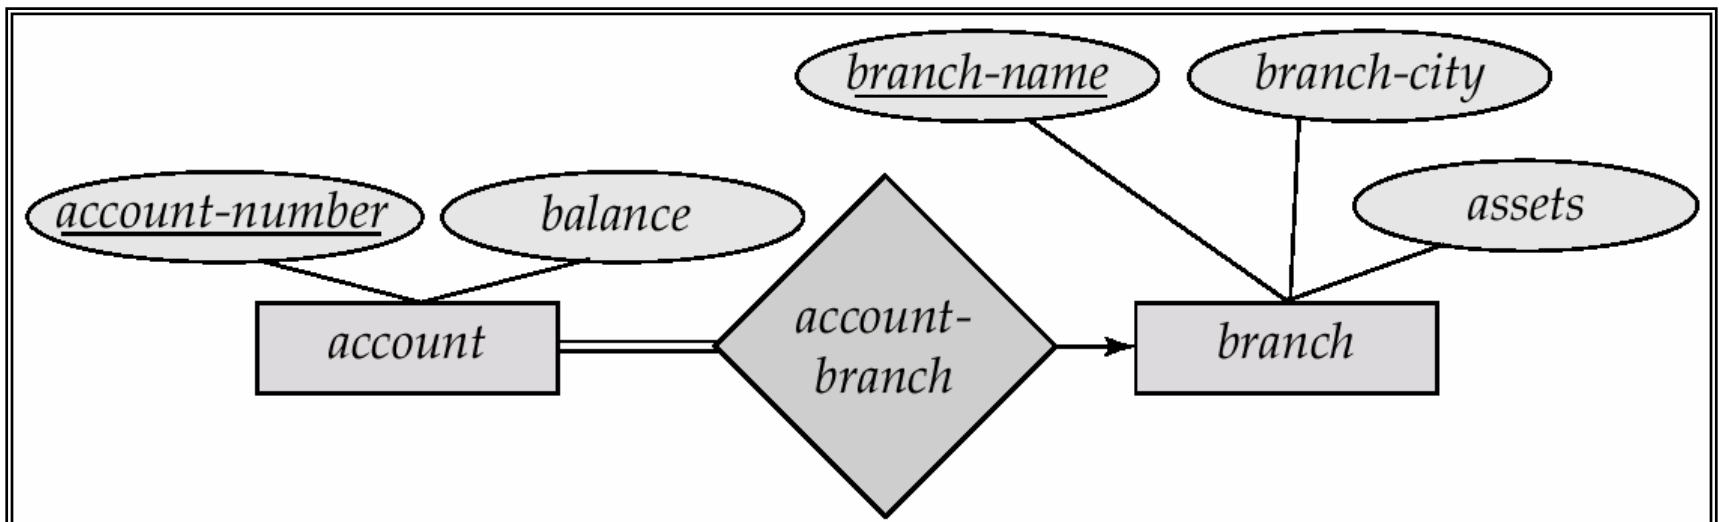 branch-name
branch-city
account-number
balance
assets
account
account-
branch
branch